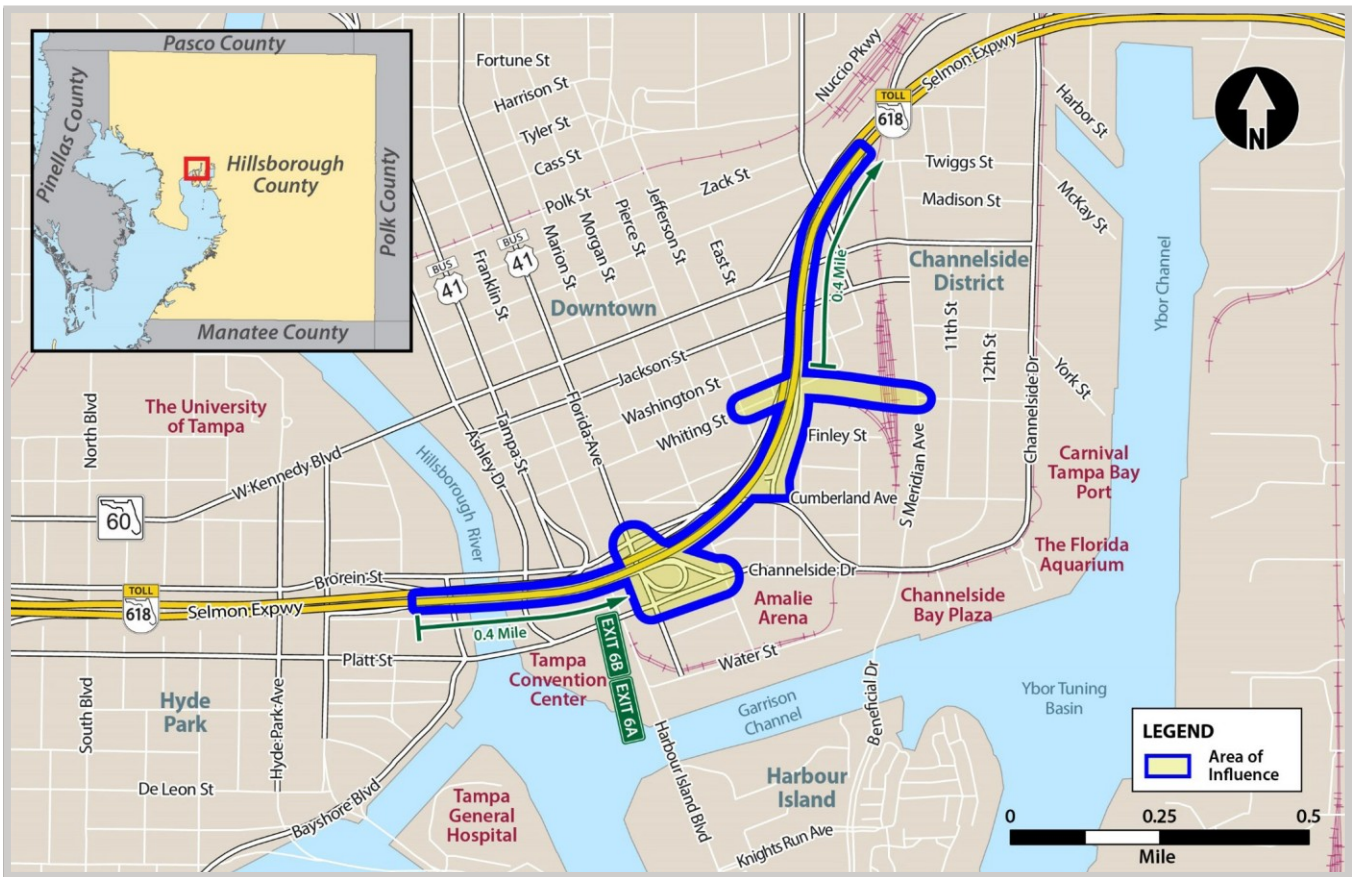 Pasco County
Pinellas County
Hillsborough
County
Polk County
Manatee County
Fortune St
Harrison St
Tyler St
Cass St
Polk St
Zack St
Nuccio Pkwy
Selmon Expwy
TOLL
618
N
Harbor St
Twiggs St
Madison St
McKay St
Ybor Channel
Jefferson St
Pierce St
Morgan St
Marion St
East St
BUS
41
BUS
41
Franklin St
Downtown
Channelside
District
0.4 Mile
11th St
12th St
Channelside Dr
York St
Jackson St
Washington St
Whiting St
Florida Ave
Tampa St
Ashley Dr
Finley St
Cumberland Ave
S Meridian Ave
North Blvd
The University
of Tampa
W Kennedy Blvd
Hillsborough River
60
Carnival
Tampa Bay
Port
The Florida
Aquarium
Brorein St
TOLL
618
Selmon Expwy
0.4 Mile
EXIT 6B
EXIT 6A
Channelside Dr
Amalie
Arena
Channelside
Bay Plaza
Platt St
Water St
Tampa
Convention
Center
South Blvd
Hyde
Park
Hyde Park Ave
Garrison
Channel
Beneficial Dr
Ybor Tuning
Basin
De Leon St
Bayshore Blvd
Tampa
General
Hospital
Harbour Island Blvd
Harbour
Island
Knights Run Ave
LEGEND
Area of
Influence
0 0.25 0.5
Mile